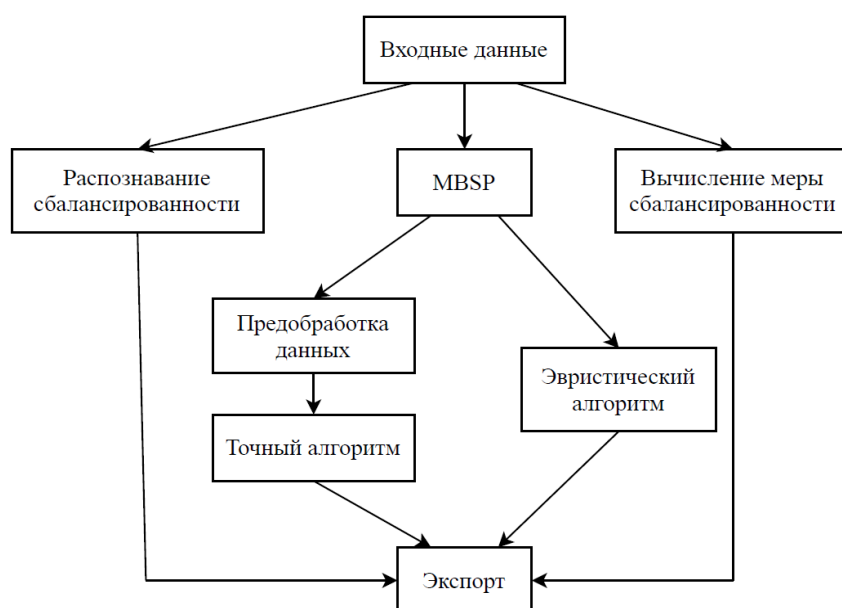 Входные данные
Распознавание
сбалансированности
MBSP
Вычисление меры
сбалансированности
Предобработка
данных
Эвристический
алгоритм
Точный алгоритм
Экспорт